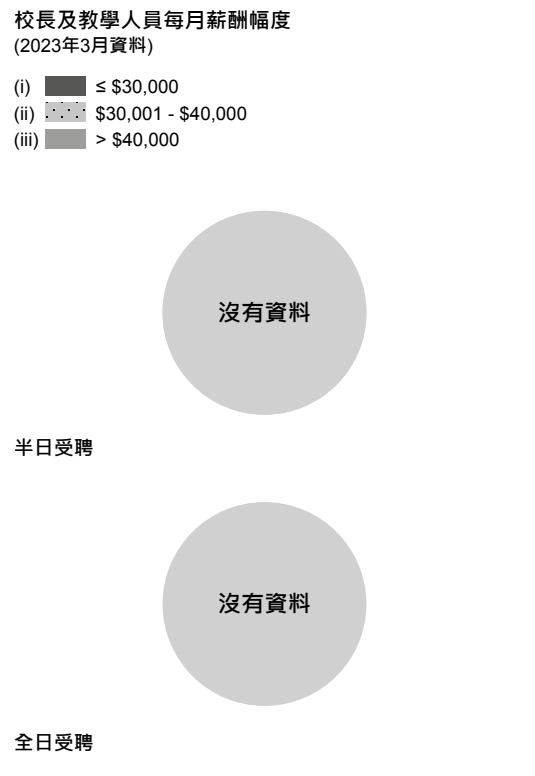 校長及教學人員每月薪酬幅度
(2023年3月資料)
(i) ≤ $30,000
(ii) $30,001 - $40,000
(iii) > $40,000
沒有資料
半日受聘
沒有資料
全日受聘